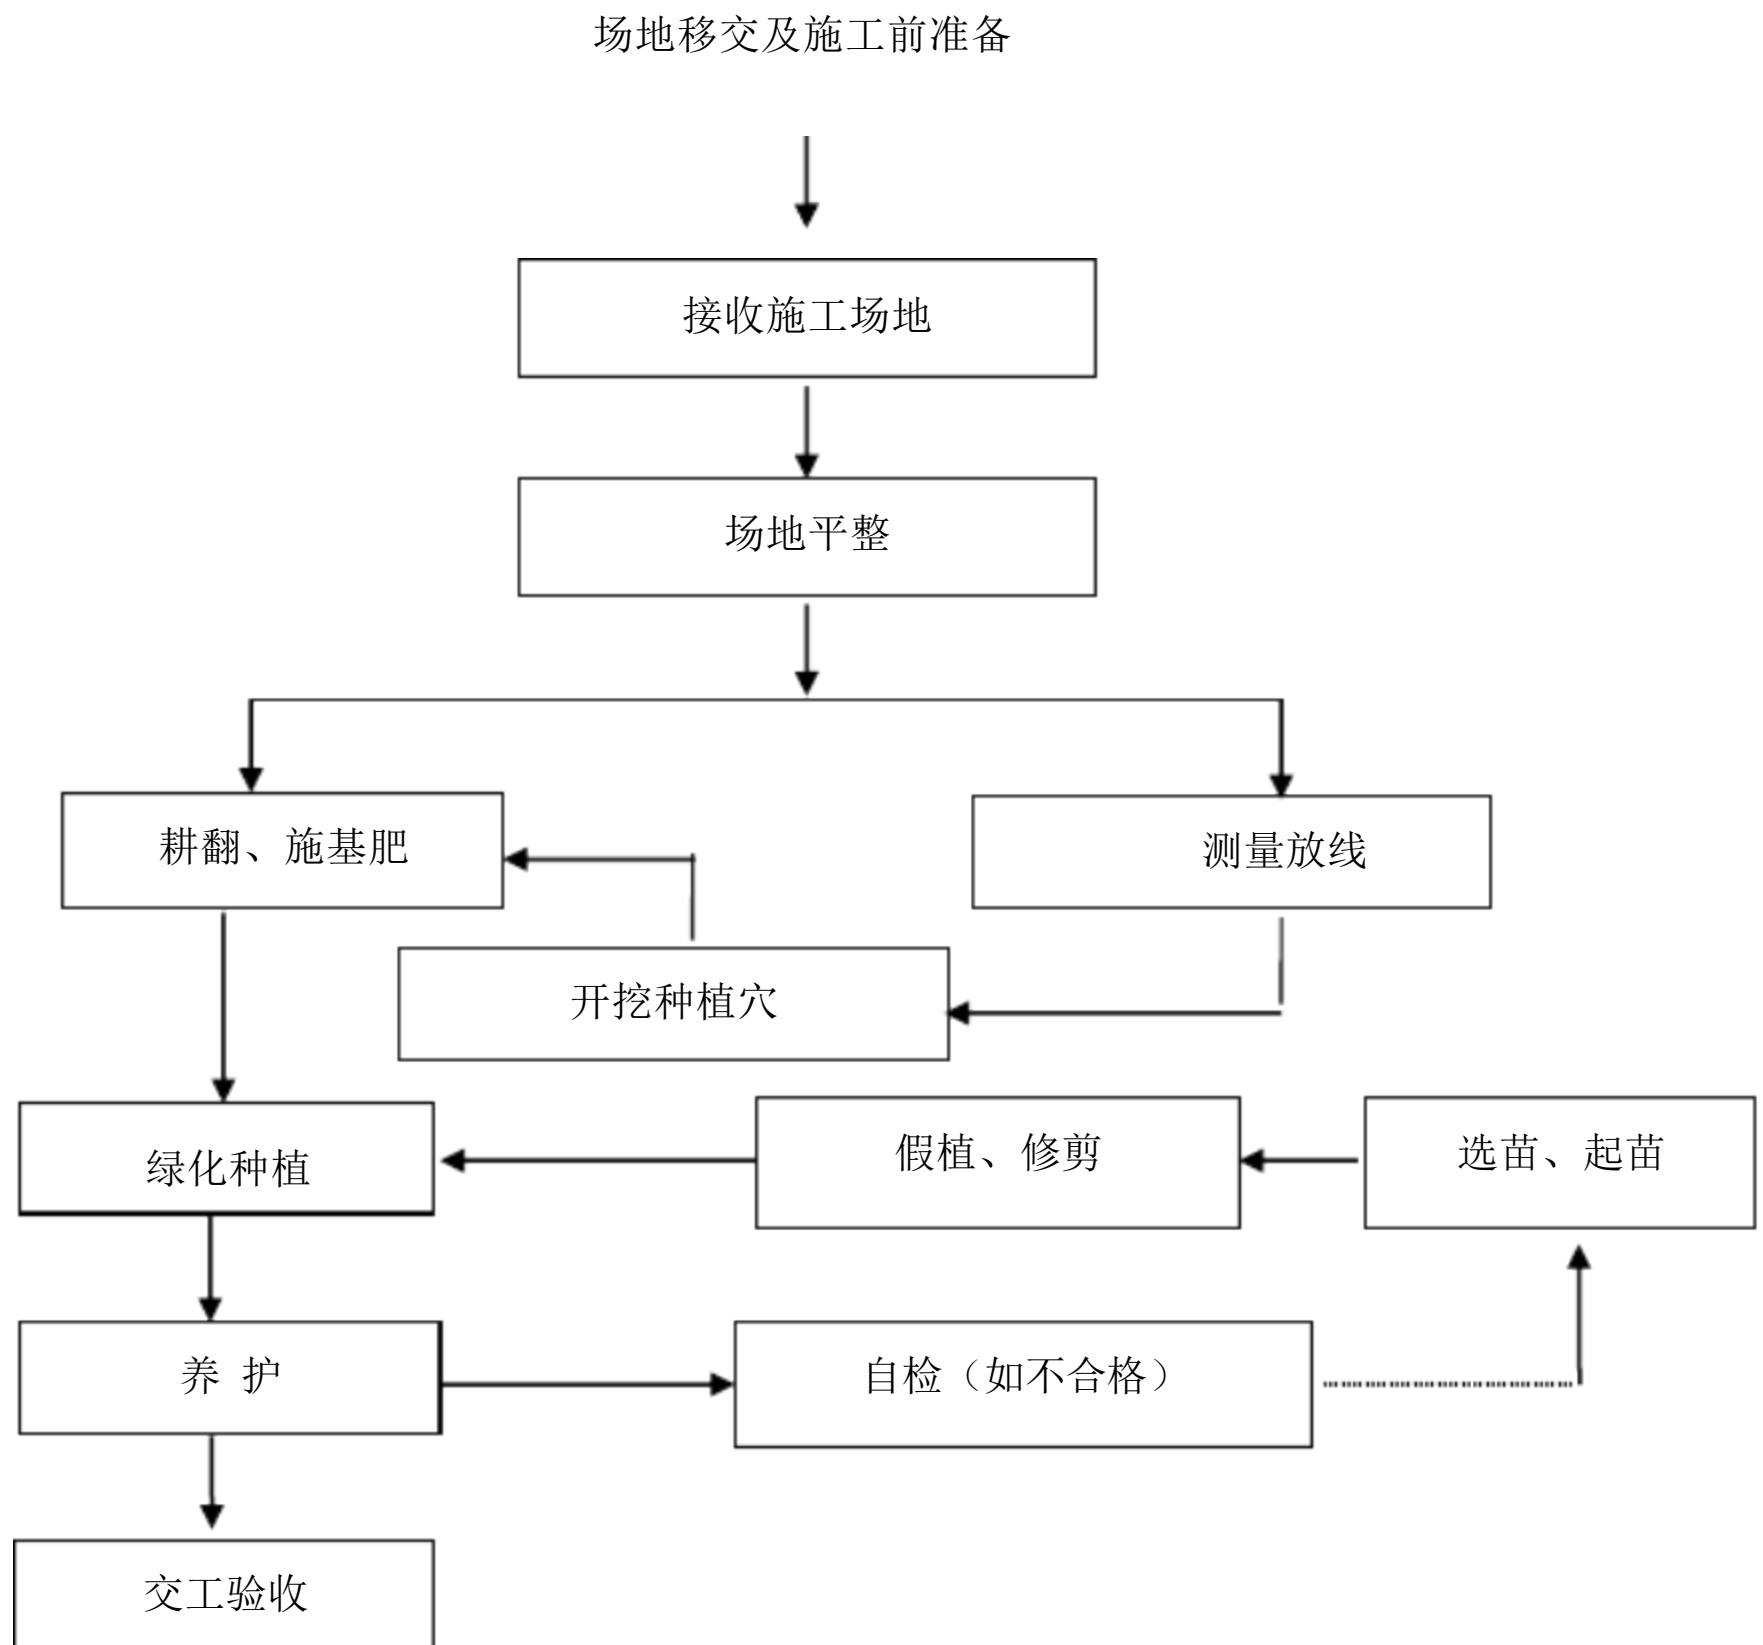 场地移交及施工前准备
接收施工场地
场地平整
耕翻、施基肥
测量放线
开挖种植穴
绿化种植
假植、修剪
选苗、起苗
养 护
自检（如不合格）
交工验收